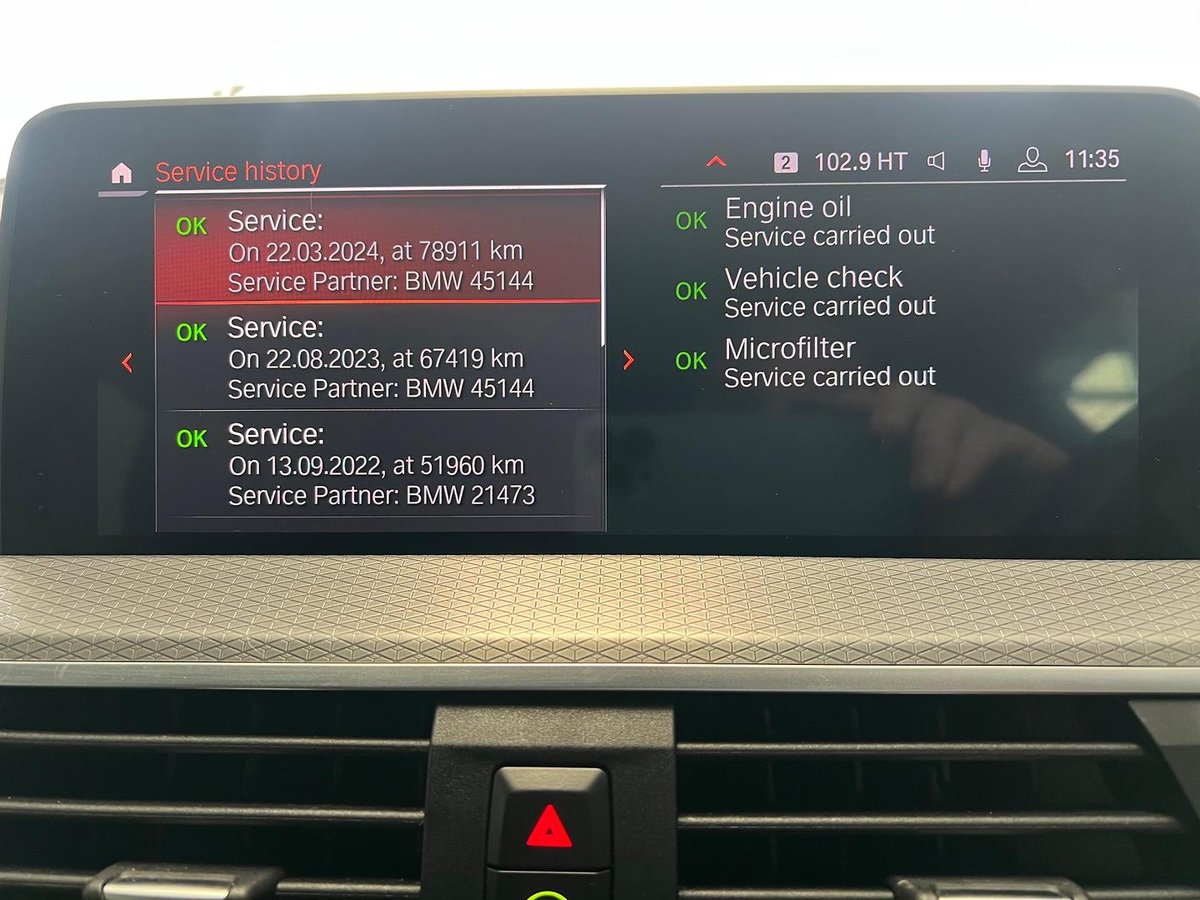 Service history
2 102.9 HT 11:35
OK Service:
On 22.03.2024, at 78911 km
Service Partner: BMW 45144
OK Service:
On 22.08.2023, at 67419 km
Service Partner: BMW 45144
OK Service:
On 13.09.2022, at 51960 km
Service Partner: BMW 21473
OK Engine oil
Service carried out
OK Vehicle check
Service carried out
OK Microfilter
Service carried out